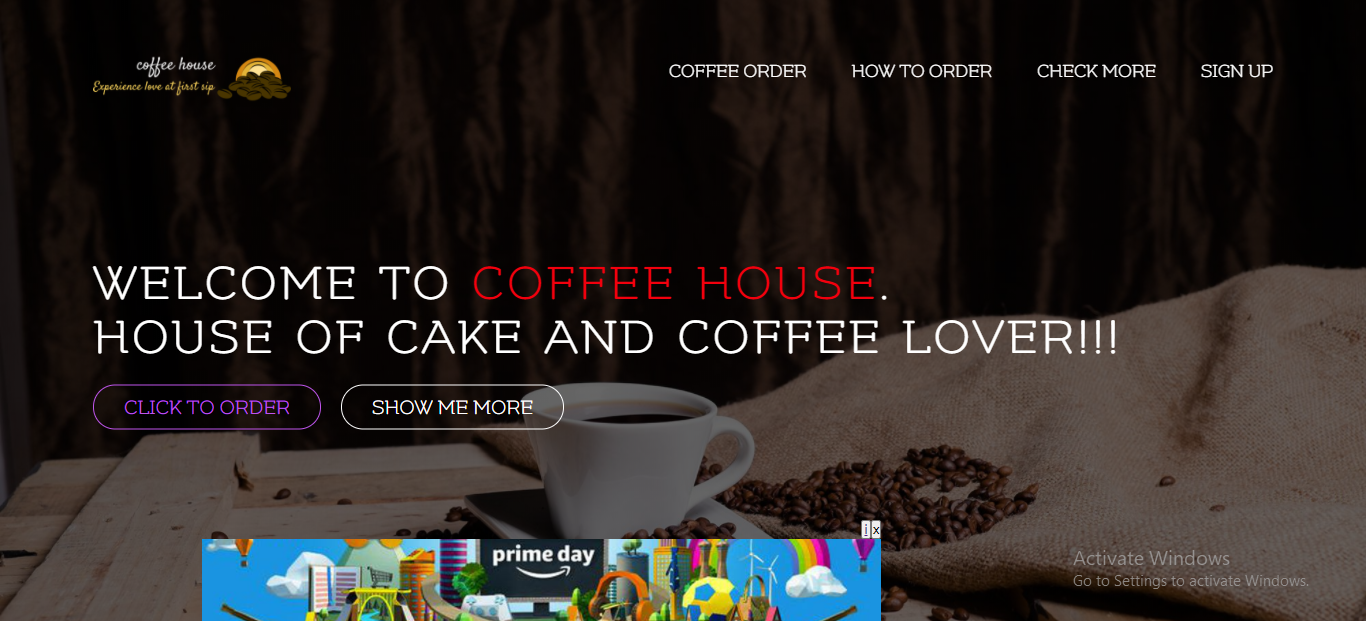 coffee house
Experience love at first sip
COFFEE ORDER HOW TO ORDER CHECK MORE SIGN UP
WELCOME TO COFFEE HOUSE.
HOUSE OF CAKE AND COFFEE LOVER!!!
CLICK TO ORDER SHOW ME MORE
i x
prime day
Activate Windows
Go to Settings to activate Windows.